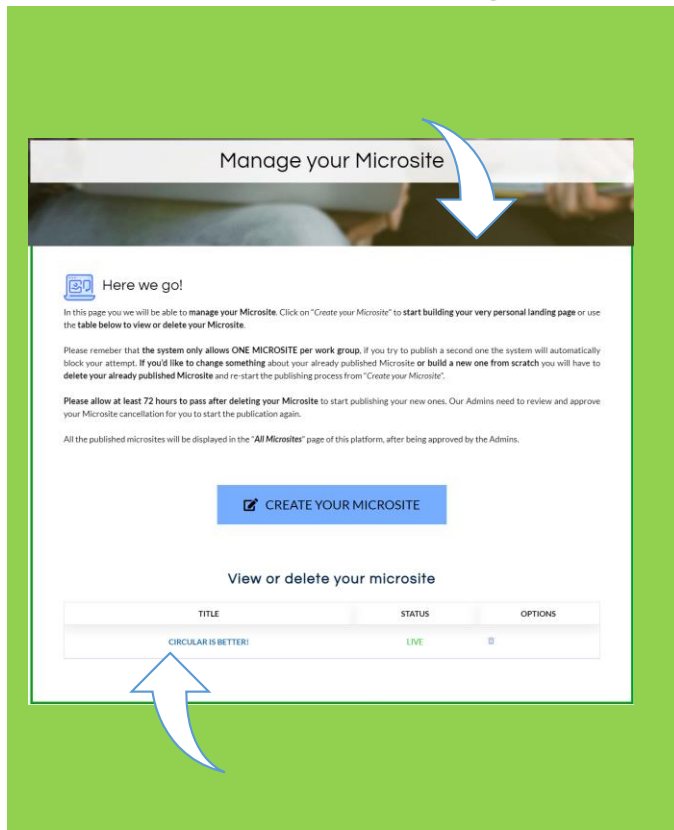 Manage your Microsite
Here we go!
In this page you we will be able to manage your Microsite. Click on "Create your Microsite" to start building your very personal landing page or use
the table below to view or delete your Microsite.
Please remeber that the system only allows ONE MICROSITE per work group, if you try to publish a second one the system will automatically
block your attempt. If you'd like to change something about your already published Microsite or build a new one from scratch you will have to
delete your already published Microsite and re-start the publishing process from "Create your Microsite".
Please allow at least 72 hours to pass after deleting your Microsite to start publishing your new ones. Our Admins need to review and approve
your Microsite cancellation for you to start the publication again.
All the published microsites will be displayed in the "All Microsites" page of this platform, after being approved by the Admins.
CREATE YOUR MICROSITE
View or delete your microsite
TITLE STATUS OPTIONS
CIRCULAR IS BETTER! LIVE